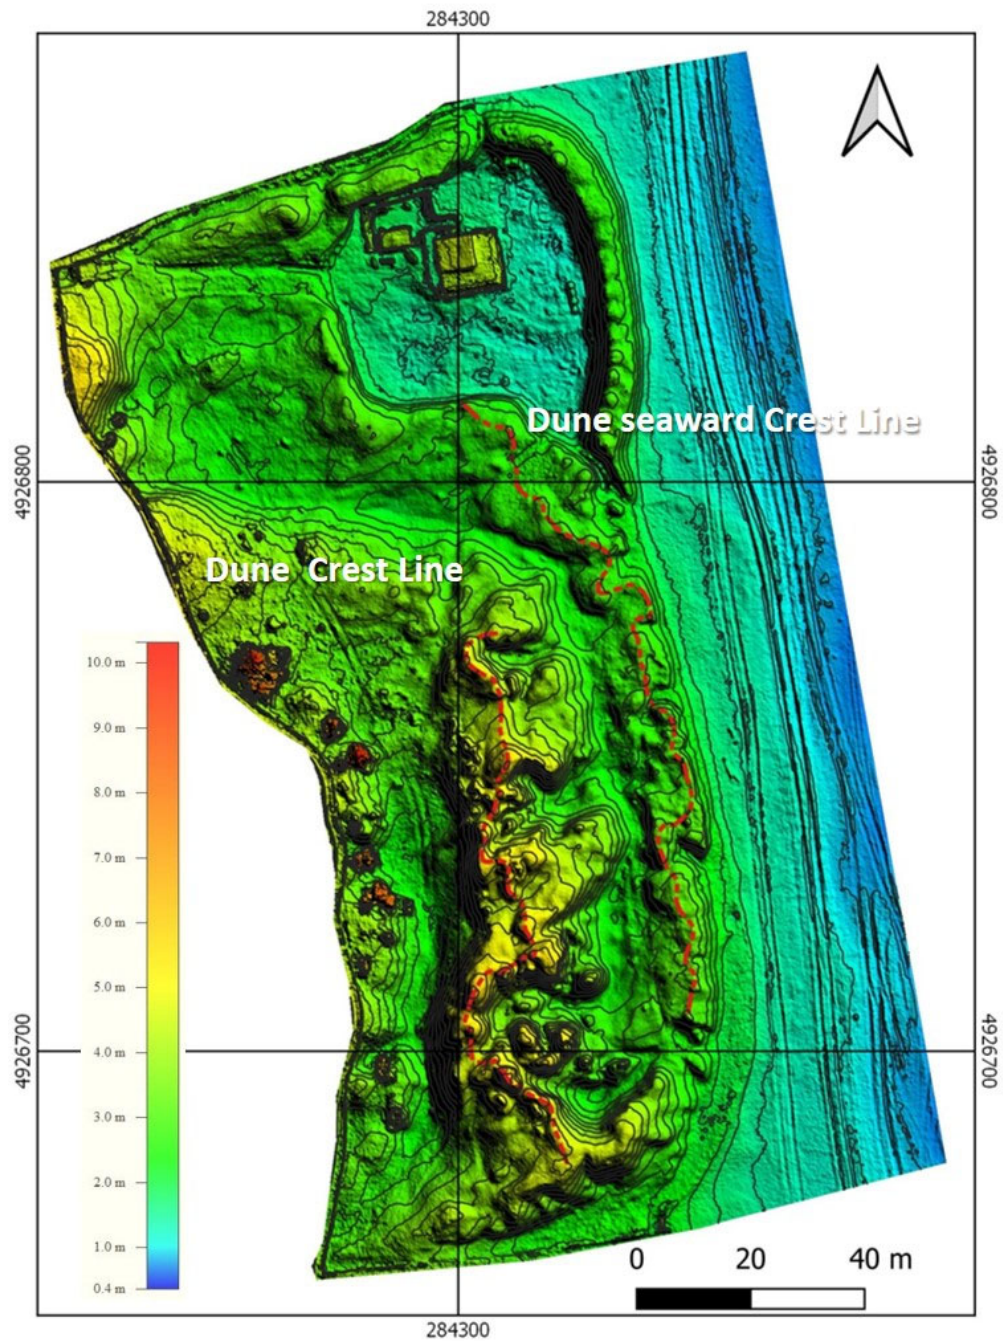 284300
Dune seaward Crest Line
4926800
4926800
Dune Crest Line
10.0 m
9.0 m
8.0 m
7.0 m
6.0 m
5.0 m
4.0 m
3.0 m
2.0 m
1.0 m
0.4 m
4926700
4926700
0 20 40 m
284300